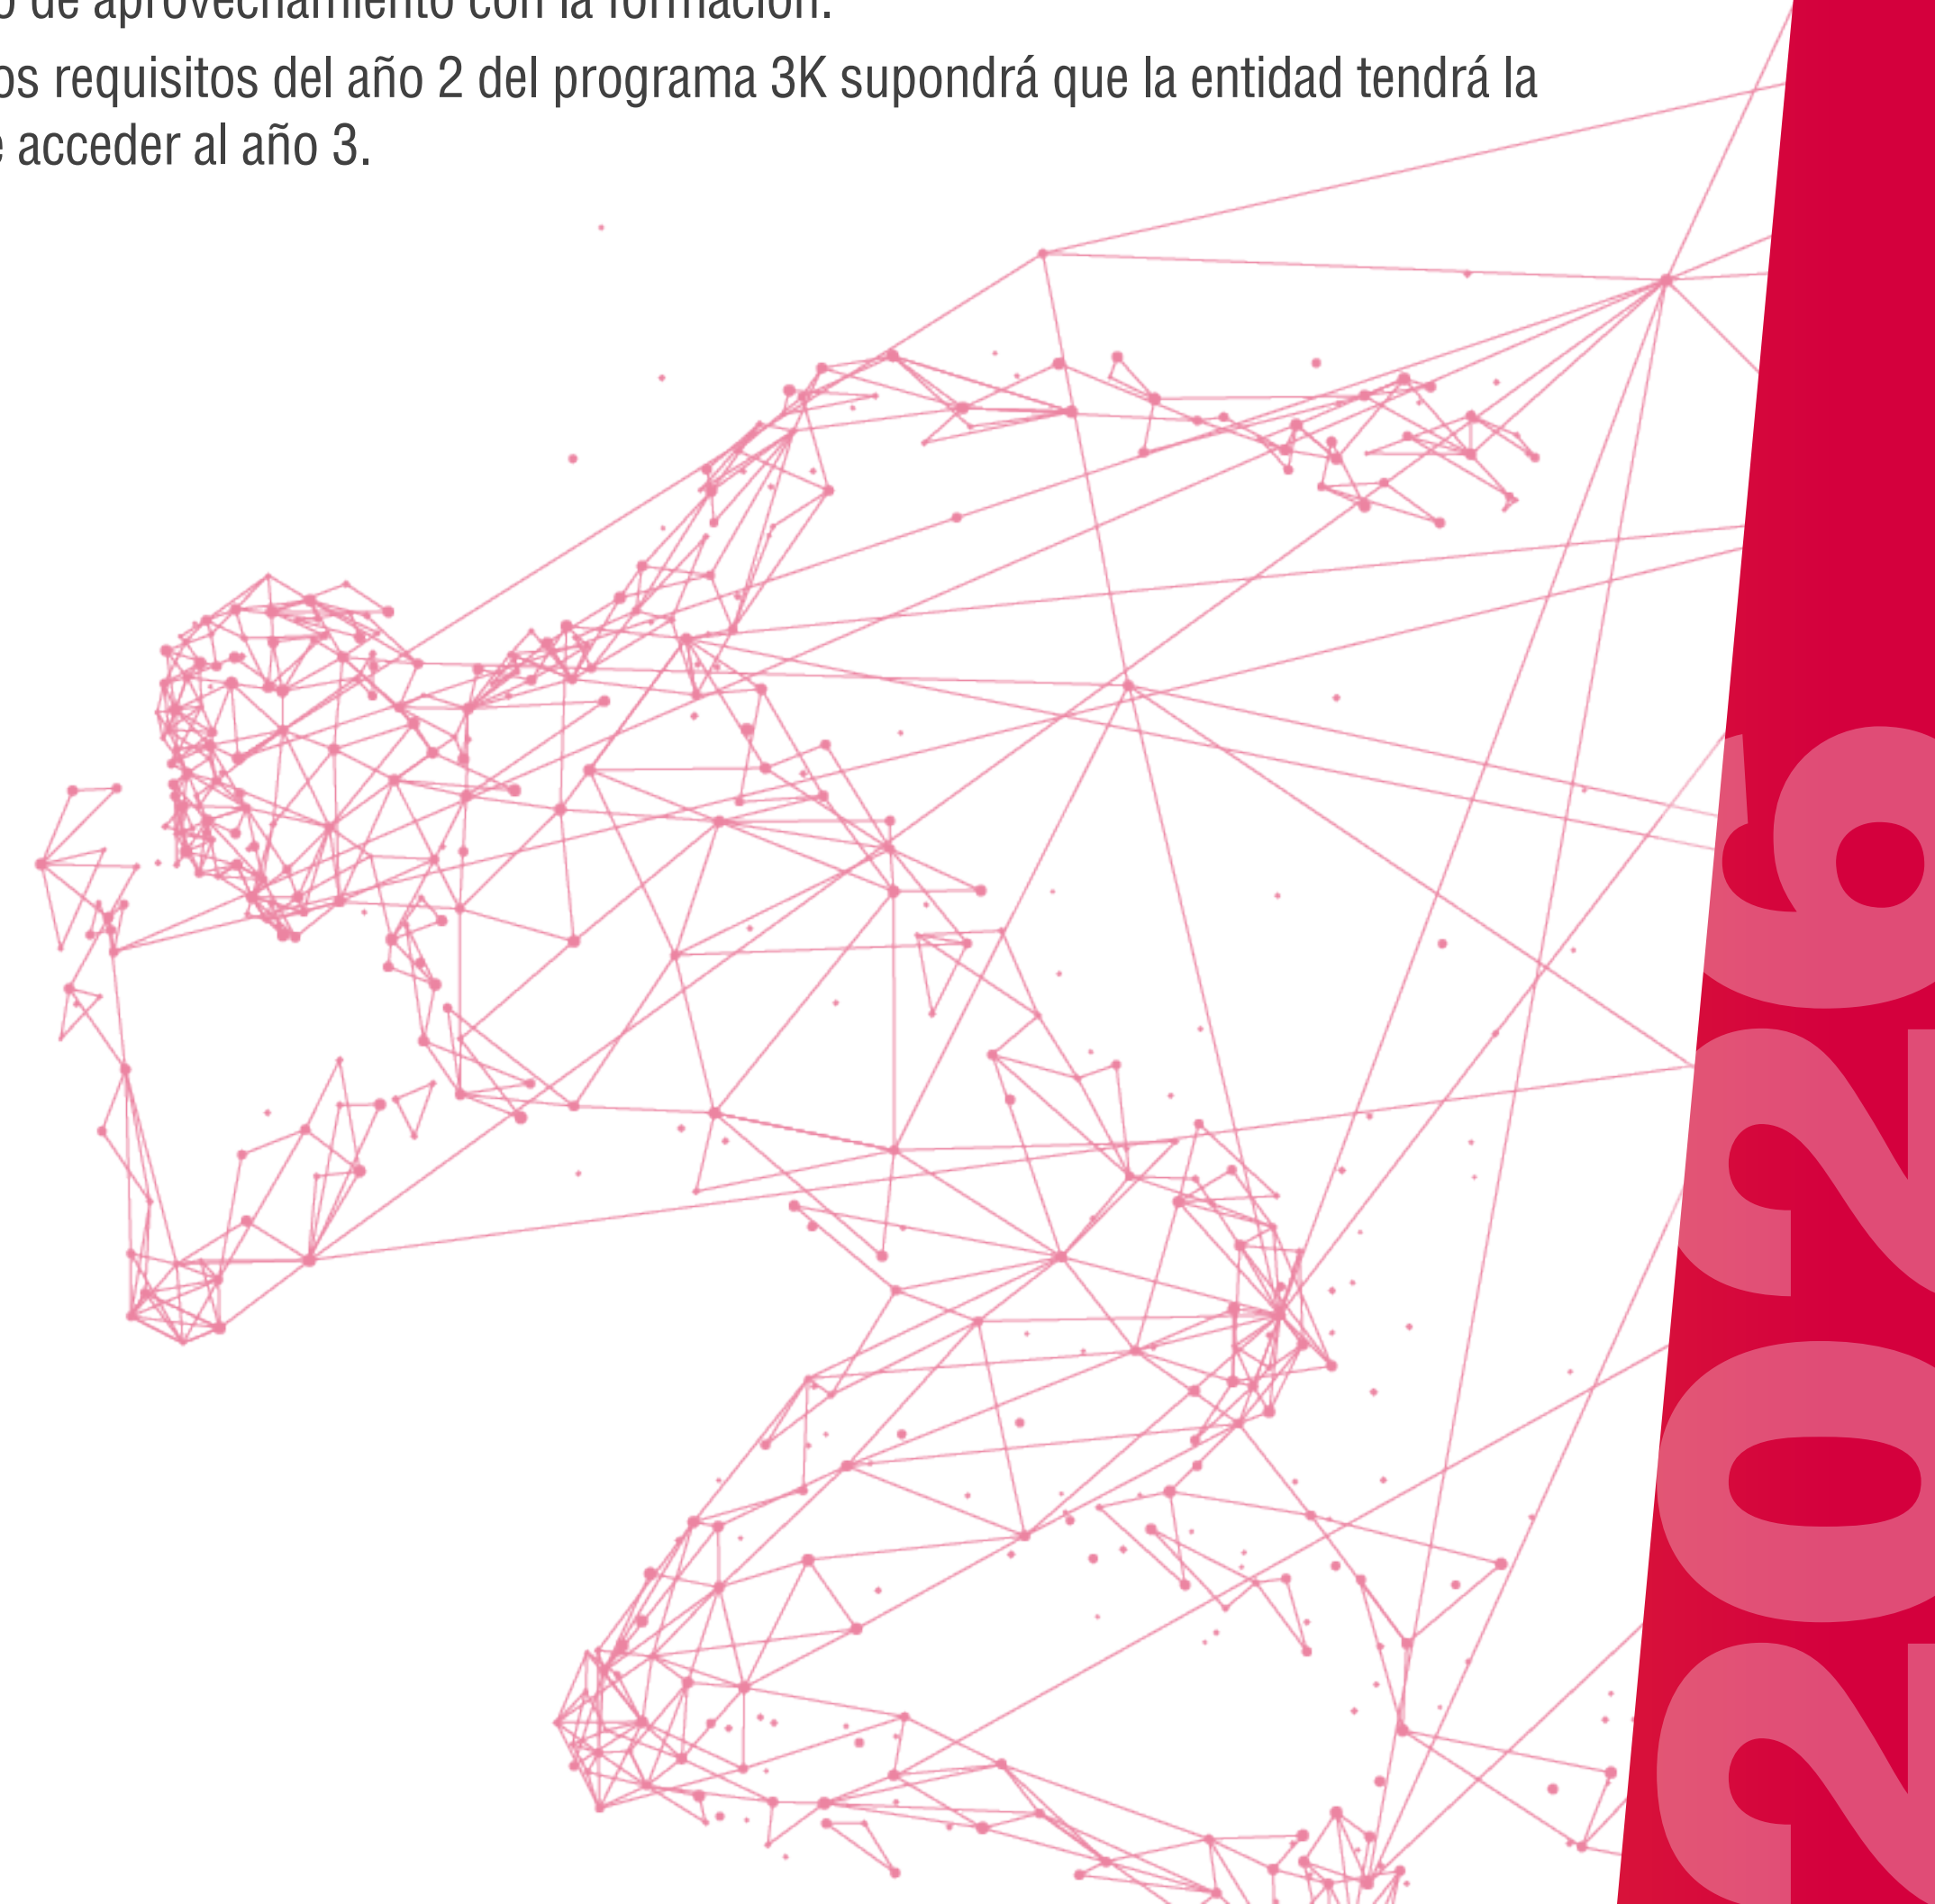 o de aprovechamiento con la formación.
os requisitos del año 2 del programa 3K supondrá que la entidad tendrá la
e acceder al año 3.
2026